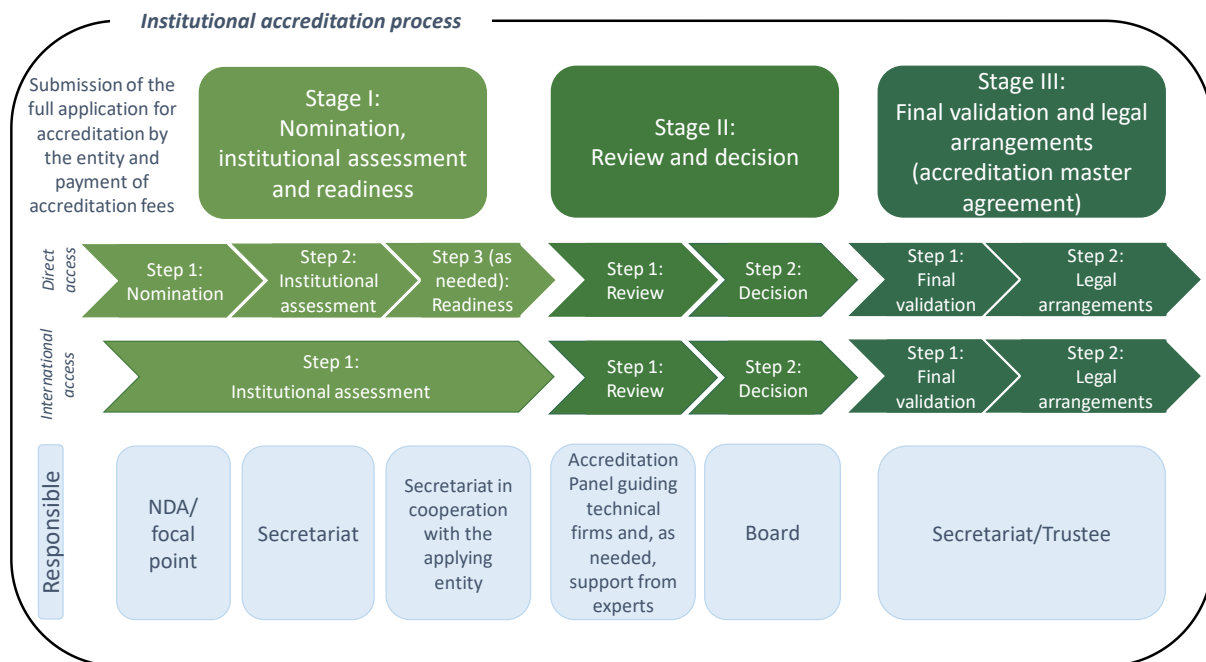 Institutional accreditation process
Submission of the
full application for
accreditation by
the entity and
payment of
accreditation fees
Stage I:
Nomination,
institutional assessment
and readiness
Stage II:
Review and decision
Stage III:
Final validation and legal
arrangements
(accreditation master
agreement)
Direct
access
Step 1:
Nomination
Step 2:
Institutional
assessment
Step 3 (as
needed):
Readiness
Step 1:
Review
Step 2:
Decision
Step 1:
Final
validation
Step 2:
Legal
arrangements
International
access
Step 1:
Institutional assessment
Step 1:
Review
Step 2:
Decision
Step 1:
Final
validation
Step 2:
Legal
arrangements
Responsible
NDA/
focal
point
Secretariat
Secretariat in
cooperation
with the
applying
entity
Accreditation
Panel guiding
technical
firms and, as
needed,
support from
experts
Board
Secretariat/Trustee